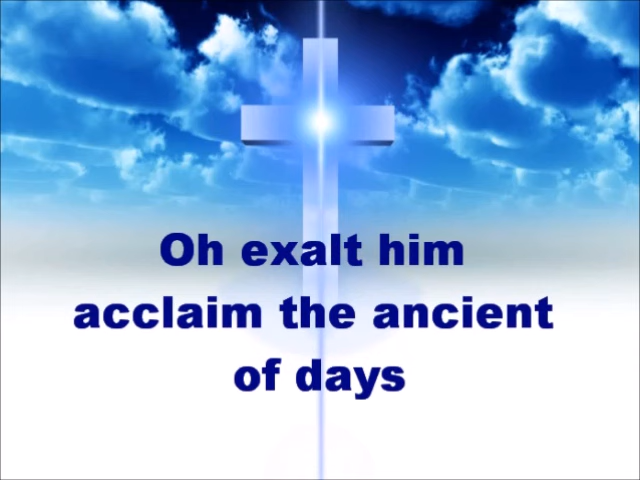 Oh exalt him
acclaim the ancient
of days